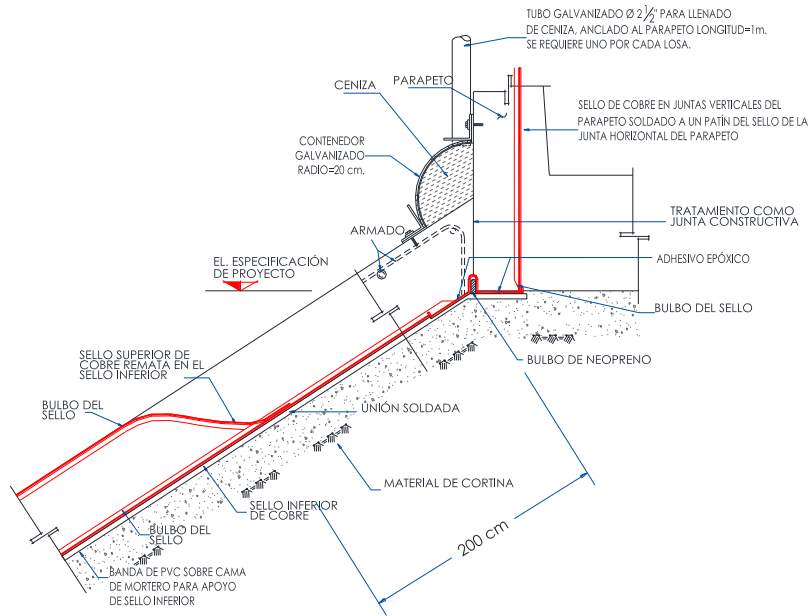 TUBO GALVANIZADO Ø 2½" PARA LLENADO
DE CENIZA, ANCLADO AL PARAPETO LONGITUD=1m.
SE REQUIERE UNO POR CADA LOSA.
PARAPETO
CENIZA
SELLO DE COBRE EN JUNTAS VERTICALES DEL
PARAPETO SOLDADO A UN PATÍN DEL SELLO DE LA
JUNTA HORIZONTAL DEL PARAPETO
CONTENEDOR
GALVANIZADO
RADIO=20 cm.
TRATAMIENTO COMO
JUNTA CONSTRUCTIVA
ARMADO
ADHESIVO EPÓXICO
EL. ESPECIFICACIÓN
DE PROYECTO
BULBO DEL SELLO
SELLO SUPERIOR DE
COBRE REMATA EN EL
SELLO INFERIOR
BULBO DE NEOPRENO
BULBO DEL
SELLO
UNIÓN SOLDADA
MATERIAL DE CORTINA
SELLO INFERIOR
DE COBRE
200 cm
BULBO DEL
SELLO
BANDA DE PVC SOBRE CAMA
DE MORTERO PARA APOYO
DE SELLO INFERIOR